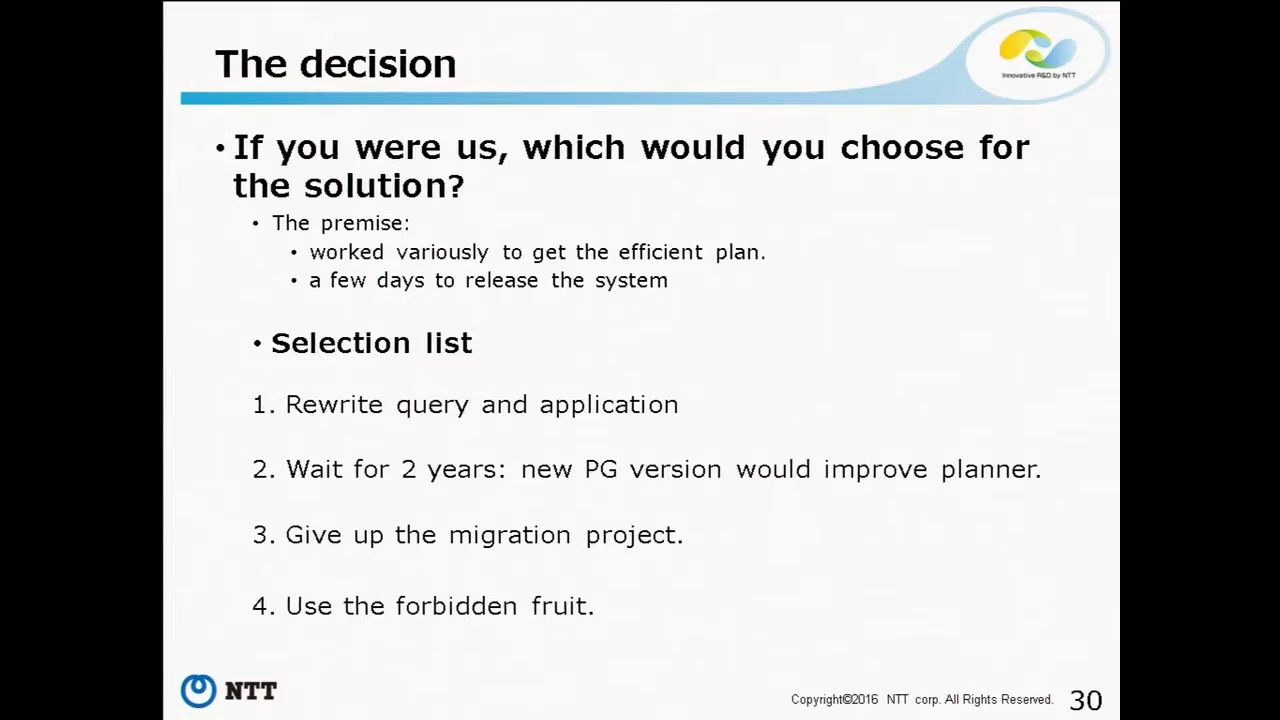 The decision
Innovative R&D by NTT
• If you were us, which would you choose for
the solution?
• The premise:
• worked variously to get the efficient plan.
• a few days to release the system
• Selection list
1. Rewrite query and application
2. Wait for 2 years: new PG version would improve planner.
3. Give up the migration project.
4. Use the forbidden fruit.
NTT
Copyright©2016 NTT corp. All Rights Reserved. 30